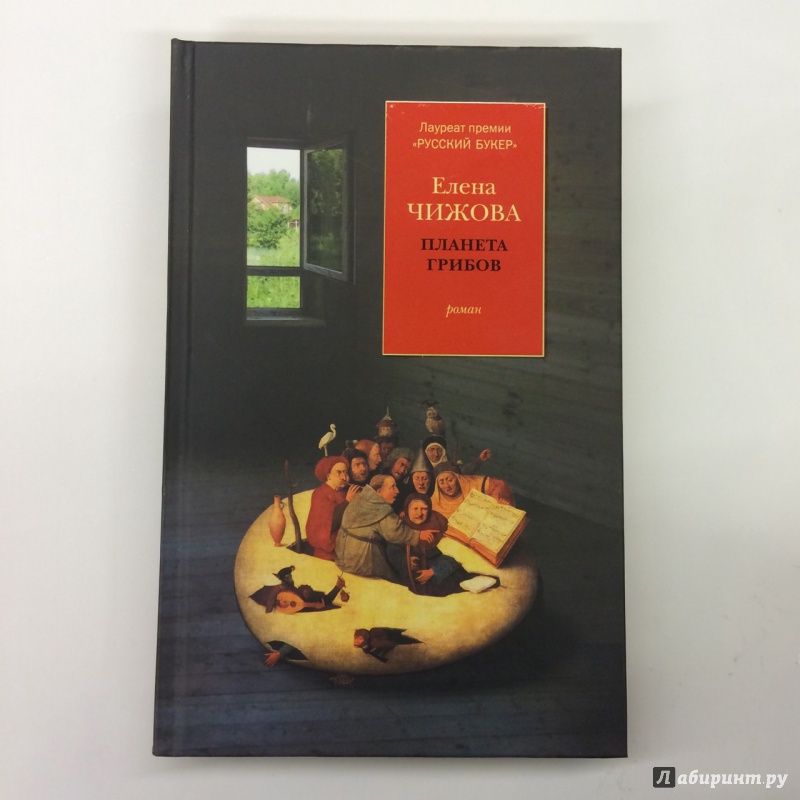 Лауреат премии
«РУССКИЙ БУКЕР»
Елена
ЧИЖОВА
ПЛАНЕТА
ГРИБОВ
роман
Лабиринт.ру